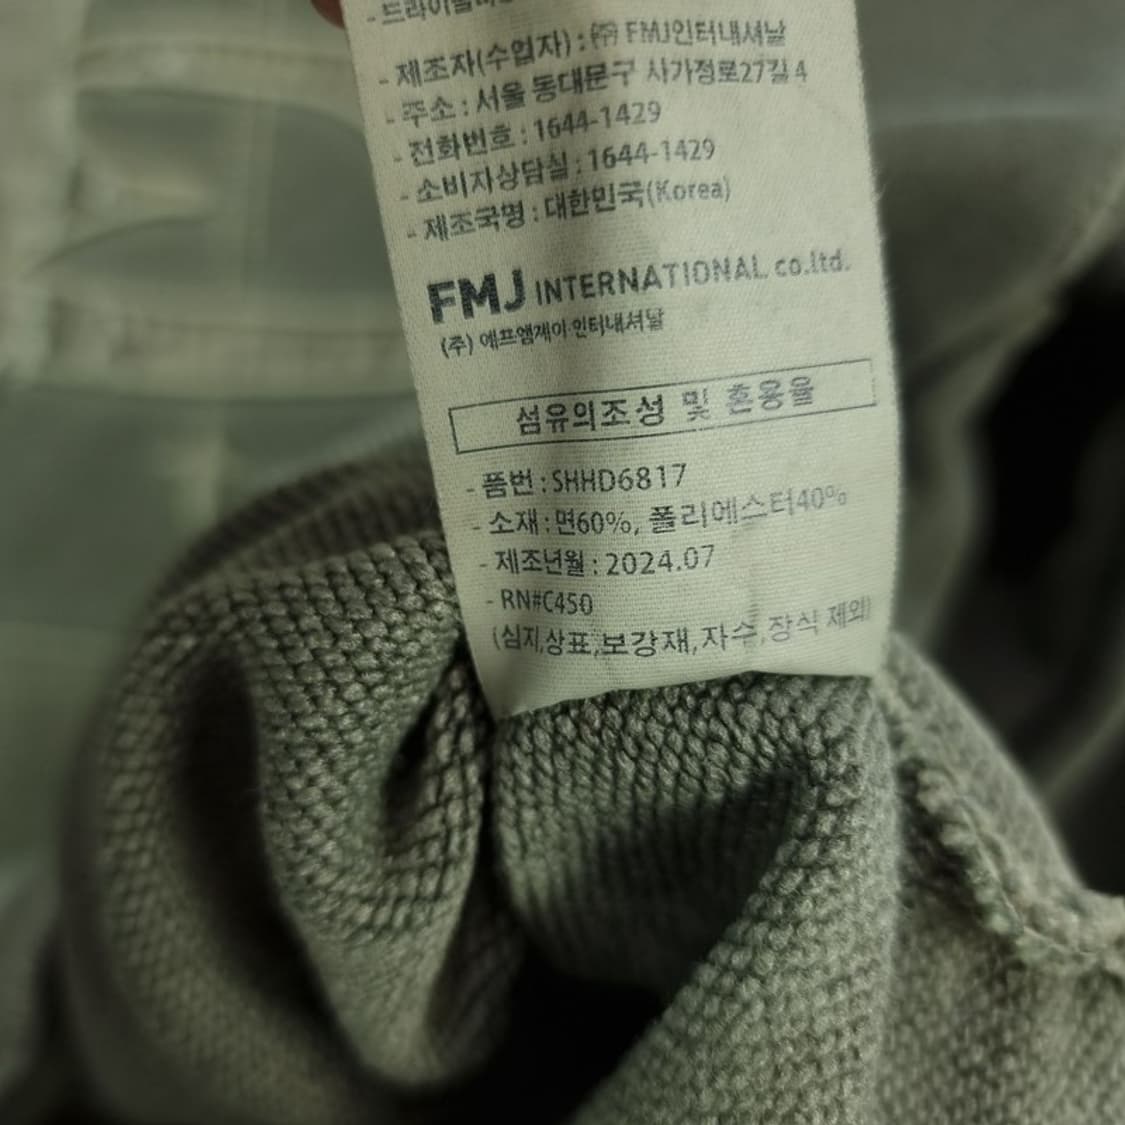 - 제조자(수입자) : ㈜ FMJ인터내셔날
- 주소 : 서울 동대문구 사가정로27길 4
- 전화번호 : 1644-1429
- 소비자상담실 : 1644-1429
- 제조국명 : 대한민국(Korea)
FMJ INTERNATIONAL co.ltd.
(주) 에프엠제이 인터내셔날
섬유의조성 및 혼용율
- 품번 : SHHD6817
- 소재 : 면60%, 폴리에스터40%
- 제조년월 : 2024.07
- RN#C450
(심지,상표,보강재,자수,장식 제외)